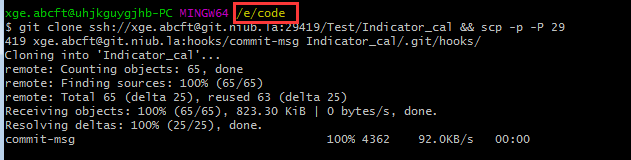 xge.abcft@uhjkguygjhb-PC MINGW64 /e/code
$ git clone ssh://xge.abcft@git.niub.la:29419/Test/Indicator_cal && scp -p -P 29
419 xge.abcft@git.niub.la:hooks/commit-msg Indicator_cal/.git/hooks/
Cloning into 'Indicator_cal'...
remote: Counting objects: 65, done
remote: Finding sources: 100% (65/65)
remote: Total 65 (delta 25), reused 63 (delta 25)
Receiving objects: 100% (65/65), 823.30 KiB | 0 bytes/s, done.
Resolving deltas: 100% (25/25), done.
commit-msg 100% 4362 92.0KB/s 00:00